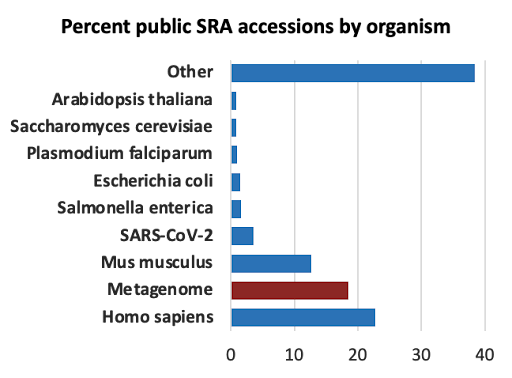 Percent public SRA accessions by organism
Other
Arabidopsis thaliana
Saccharomyces cerevisiae
Plasmodium falciparum
Escherichia coli
Salmonella enterica
SARS-CoV-2
Mus musculus
Metagenome
Homo sapiens
0 10 20 30 40